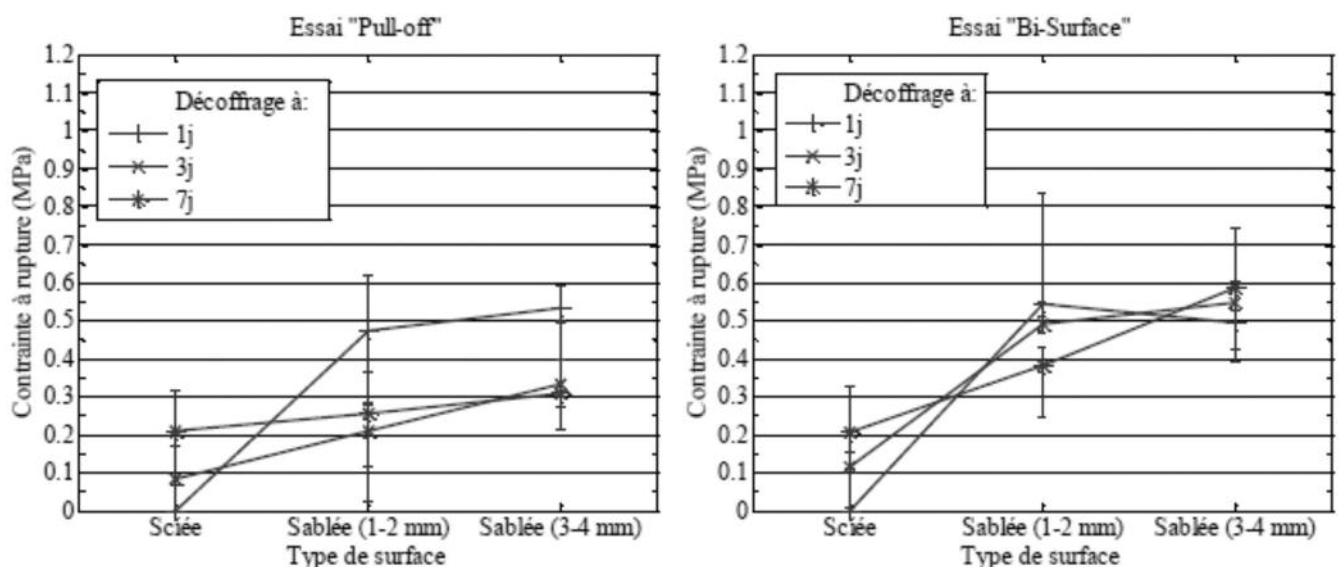 Essai "Pull-off"
1.2
1.1
1
0.9
0.8
0.7
0.6
0.5
0.4
0.3
0.2
0.1
0
Contrainte à rupture (MPa)
Décoffrage à:
1j
3j
7j
Sciée Sablée (1-2 mm) Sablée (3-4 mm)
Type de surface
Essai "Bi-Surface"
1.2
1.1
1
0.9
0.8
0.7
0.6
0.5
0.4
0.3
0.2
0.1
0
Contrainte à rupture (MPa)
Décoffrage à:
1j
3j
7j
Sciée Sablée (1-2 mm) Sablée (3-4 mm)
Type de surface